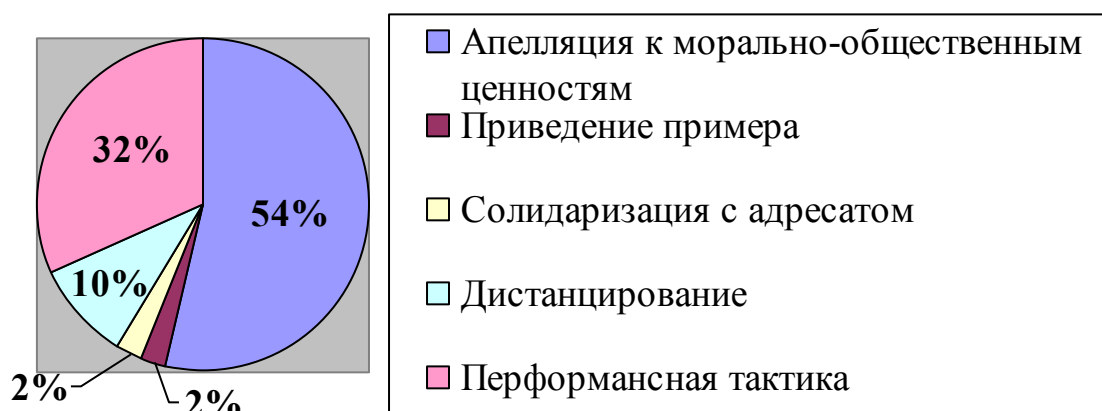 Апелляция к морально-общественным
ценностям
Приведение примера
Солидаризация с адресатом
Дистанцирование
Перформансная тактика
32%
54%
10%
2%
2%